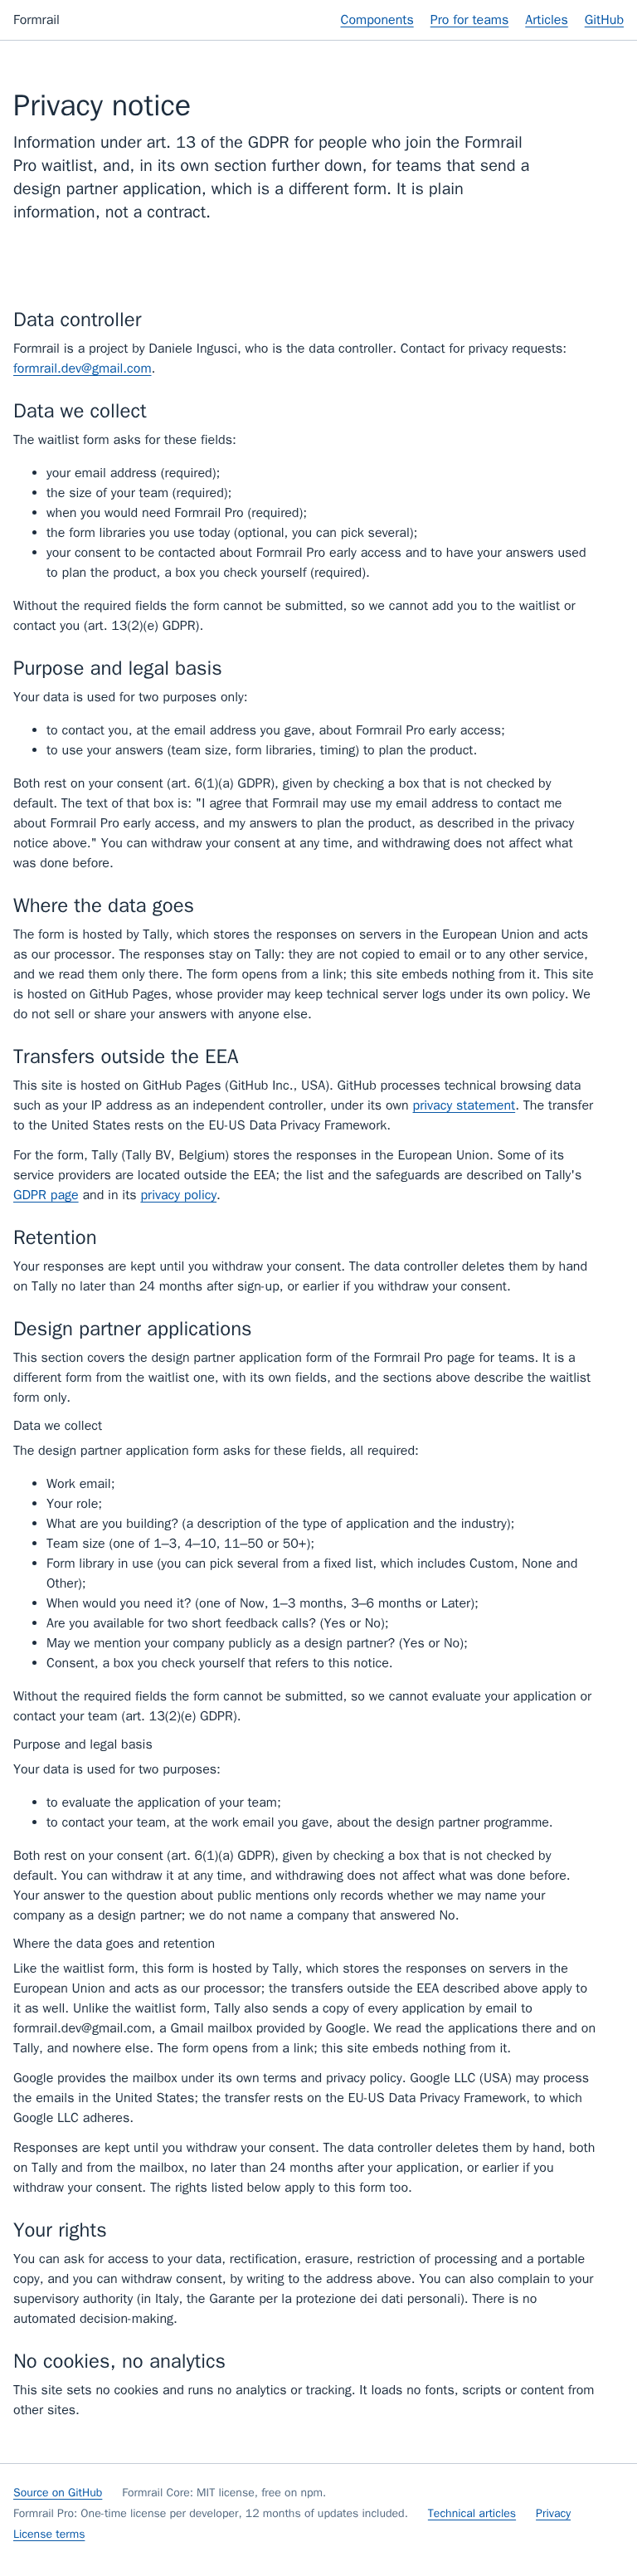 Formrail
Components
Pro for teams
Articles
GitHub
Privacy notice
Information under art. 13 of the GDPR for people who join the Formrail
Pro waitlist, and, in its own section further down, for teams that send a
design partner application, which is a different form. It is plain
information, not a contract.
Data controller
Formrail is a project by Daniele Ingusci, who is the data controller. Contact for privacy requests:
formrail.dev@gmail.com.
Data we collect
The waitlist form asks for these fields:
• your email address (required);
• the size of your team (required);
• when you would need Formrail Pro (required);
• the form libraries you use today (optional, you can pick several);
• your consent to be contacted about Formrail Pro early access and to have your answers used
to plan the product, a box you check yourself (required).
Without the required fields the form cannot be submitted, so we cannot add you to the waitlist or
contact you (art. 13(2)(e) GDPR).
Purpose and legal basis
Your data is used for two purposes only:
• to contact you, at the email address you gave, about Formrail Pro early access;
• to use your answers (team size, form libraries, timing) to plan the product.
Both rest on your consent (art. 6(1)(a) GDPR), given by checking a box that is not checked by
default. The text of that box is: "I agree that Formrail may use my email address to contact me
about Formrail Pro early access, and my answers to plan the product, as described in the privacy
notice above." You can withdraw your consent at any time, and withdrawing does not affect what
was done before.
Where the data goes
The form is hosted by Tally, which stores the responses on servers in the European Union and acts
as our processor. The responses stay on Tally: they are not copied to email or to any other service,
and we read them only there. The form opens from a link; this site embeds nothing from it. This site
is hosted on GitHub Pages, whose provider may keep technical server logs under its own policy. We
do not sell or share your answers with anyone else.
Transfers outside the EEA
This site is hosted on GitHub Pages (GitHub Inc., USA). GitHub processes technical browsing data
such as your IP address as an independent controller, under its own privacy statement. The transfer
to the United States rests on the EU-US Data Privacy Framework.
For the form, Tally (Tally BV, Belgium) stores the responses in the European Union. Some of its
service providers are located outside the EEA; the list and the safeguards are described on Tally's
GDPR page and in its privacy policy.
Retention
Your responses are kept until you withdraw your consent. The data controller deletes them by hand
on Tally no later than 24 months after sign-up, or earlier if you withdraw your consent.
Design partner applications
This section covers the design partner application form of the Formrail Pro page for teams. It is a
different form from the waitlist one, with its own fields, and the sections above describe the waitlist
form only.
Data we collect
The design partner application form asks for these fields, all required:
• Work email;
• Your role;
• What are you building? (a description of the type of application and the industry);
• Team size (one of 1–3, 4–10, 11–50 or 50+);
• Form library in use (you can pick several from a fixed list, which includes Custom, None and
Other);
• When would you need it? (one of Now, 1–3 months, 3–6 months or Later);
• Are you available for two short feedback calls? (Yes or No);
• May we mention your company publicly as a design partner? (Yes or No);
• Consent, a box you check yourself that refers to this notice.
Without the required fields the form cannot be submitted, so we cannot evaluate your application or
contact your team (art. 13(2)(e) GDPR).
Purpose and legal basis
Your data is used for two purposes:
• to evaluate the application of your team;
• to contact your team, at the work email you gave, about the design partner programme.
Both rest on your consent (art. 6(1)(a) GDPR), given by checking a box that is not checked by
default. You can withdraw it at any time, and withdrawing does not affect what was done before.
Your answer to the question about public mentions only records whether we may name your
company as a design partner; we do not name a company that answered No.
Where the data goes and retention
Like the waitlist form, this form is hosted by Tally, which stores the responses on servers in the
European Union and acts as our processor; the transfers outside the EEA described above apply to
it as well. Unlike the waitlist form, Tally also sends a copy of every application by email to
formrail.dev@gmail.com, a Gmail mailbox provided by Google. We read the applications there and on
Tally, and nowhere else. The form opens from a link; this site embeds nothing from it.
Google provides the mailbox under its own terms and privacy policy. Google LLC (USA) may process
the emails in the United States; the transfer rests on the EU-US Data Privacy Framework, to which
Google LLC adheres.
Responses are kept until you withdraw your consent. The data controller deletes them by hand, both
on Tally and from the mailbox, no later than 24 months after your application, or earlier if you
withdraw your consent. The rights listed below apply to this form too.
Your rights
You can ask for access to your data, rectification, erasure, restriction of processing and a portable
copy, and you can withdraw consent, by writing to the address above. You can also complain to your
supervisory authority (in Italy, the Garante per la protezione dei dati personali). There is no
automated decision-making.
No cookies, no analytics
This site sets no cookies and runs no analytics or tracking. It loads no fonts, scripts or content from
other sites.
Source on GitHub
Formrail Core: MIT license, free on npm.
Formrail Pro: One-time license per developer, 12 months of updates included.
Technical articles
Privacy
License terms